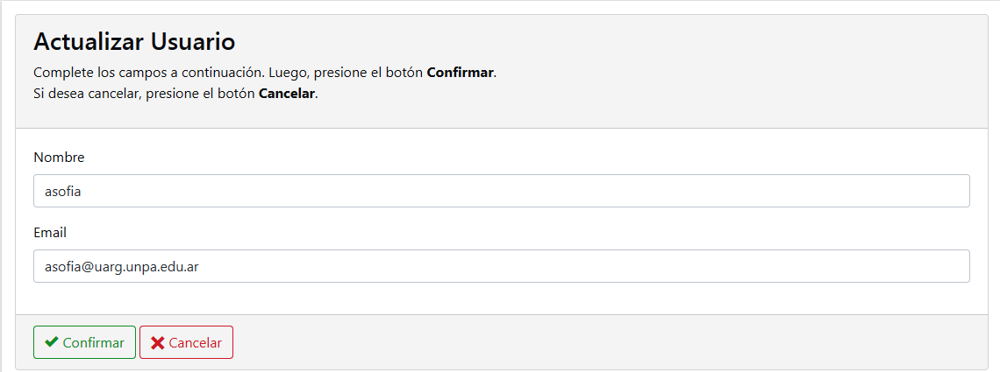 Actualizar Usuario
Complete los campos a continuación. Luego, presione el botón Confirmar.
Si desea cancelar, presione el botón Cancelar.
Nombre
asofia
Email
asofia@uarg.unpa.edu.ar
Confirmar Cancelar